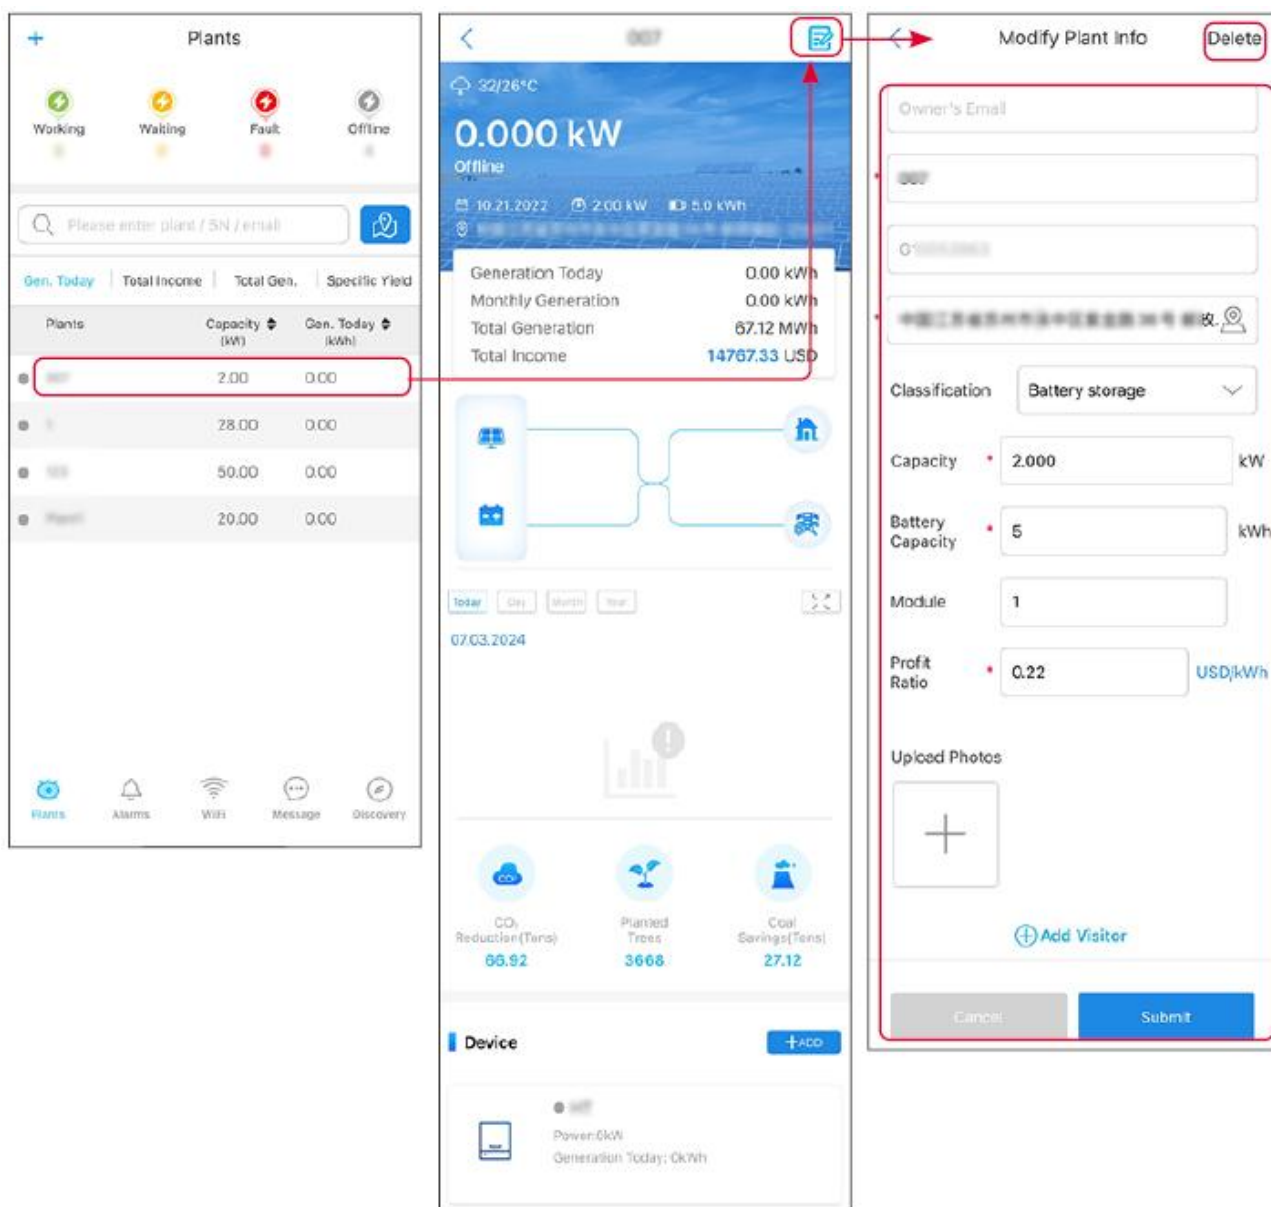 Plants
Working
Waiting
Fault
Offline
Please enter plant / SN / email
Gen. Today
Total Income
Total Gen.
Specific Yield
Plants
Capacity
(kW)
Gen. Today
(kWh)
2.00 0.00
28.00 0.00
50.00 0.00
20.00 0.00
Plants
Alarms
WiFi
Message
Discovery
007
32/26°C
0.000 kW
Offline
10.21.2022 2.00 kW 5.0 kWh
Generation Today 0.00 kWh
Monthly Generation 0.00 kWh
Total Generation 67.12 MWh
Total Income 14767.33 USD
Today Day Month Year
07.03.2024
CO₂
Reduction(Tons)
66.92
Planted
Trees
3668
Coal
Savings(Tons)
27.12
Device
+ADD
Power:0kW
Generation Today: 0kWh
Modify Plant Info
Delete
Owner's Email
007
Classification Battery storage
Capacity * 2.000 kW
Battery
Capacity
* 5 kWh
Module 1
Profit
Ratio
* 0.22 USD/kWh
Upload Photos
Add Visitor
Cancel
Submit